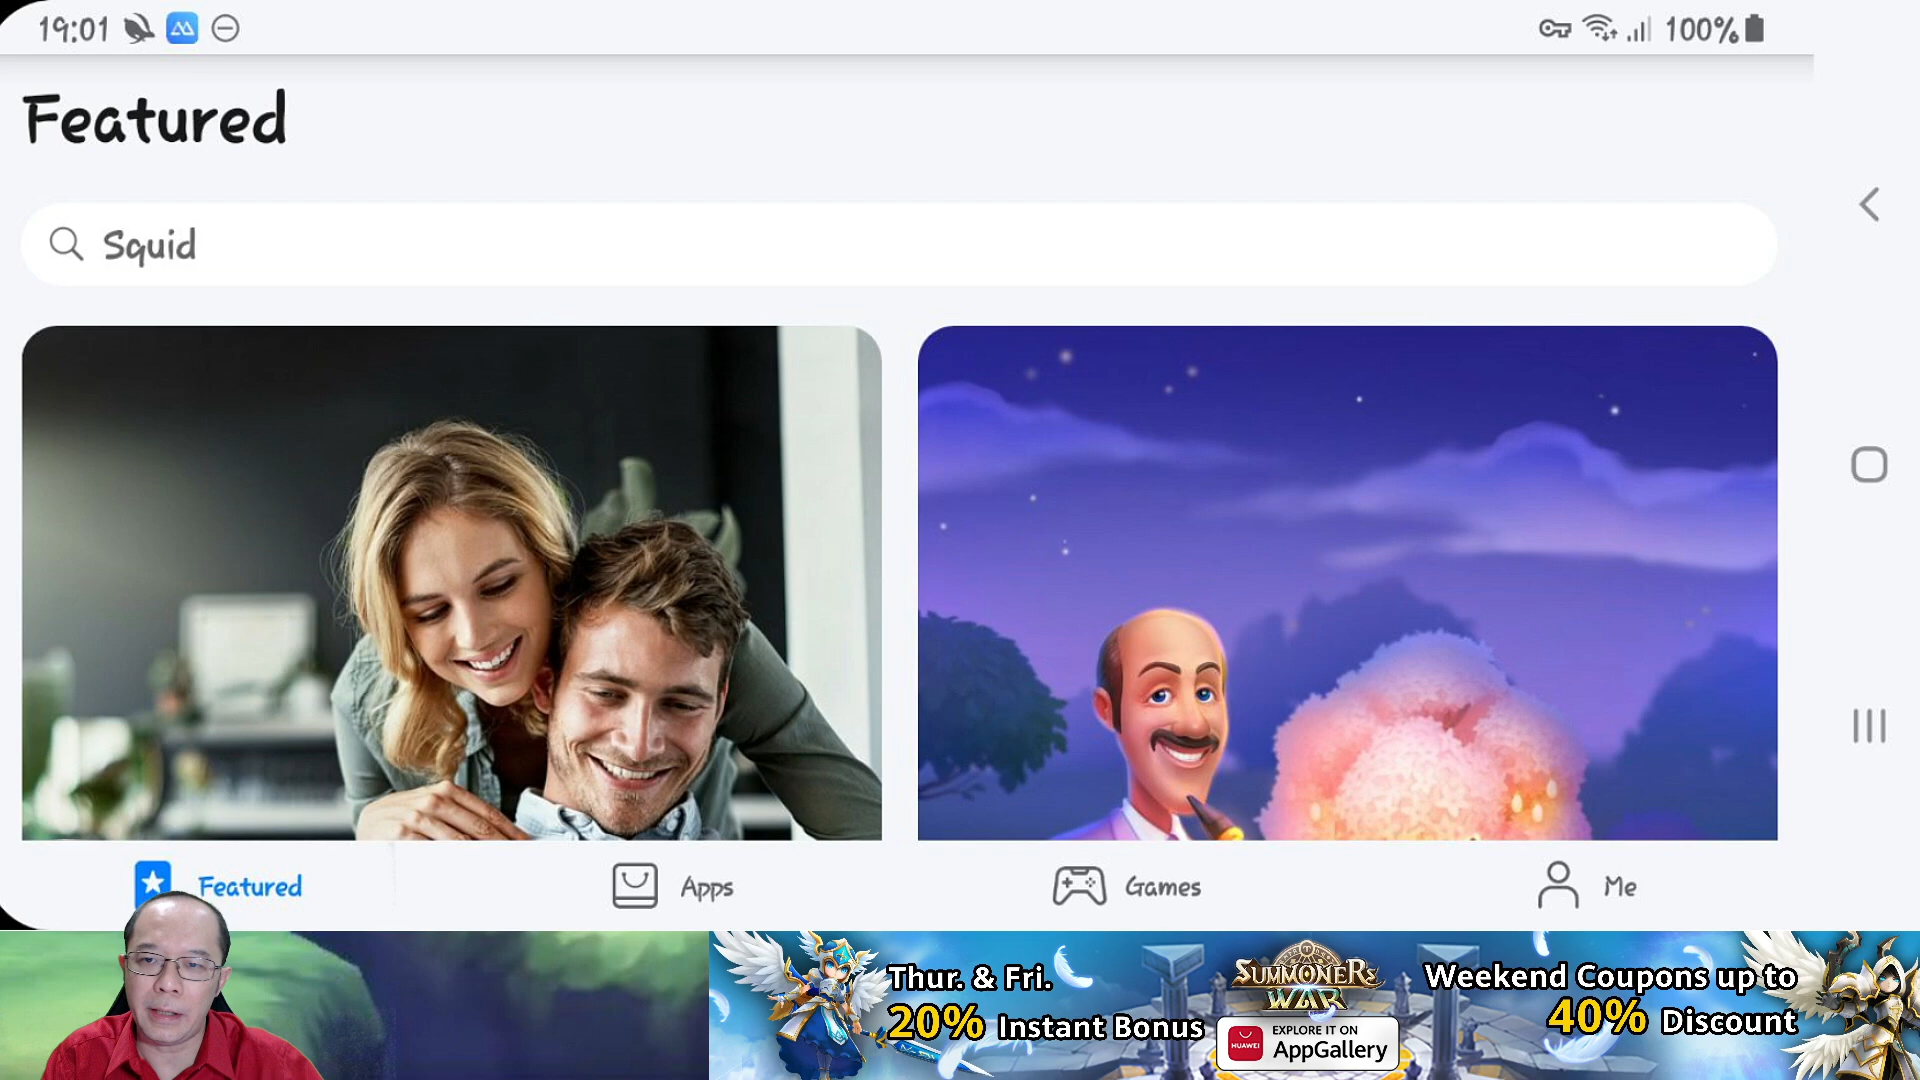 19:01
100%
Featured
Squid
Featured
Apps
Games
Me
Thur. & Fri.
20% Instant Bonus
SUMMONERS
WAR
EXPLORE IT ON
HUAWEI
AppGallery
Weekend Coupons up to
40% Discount